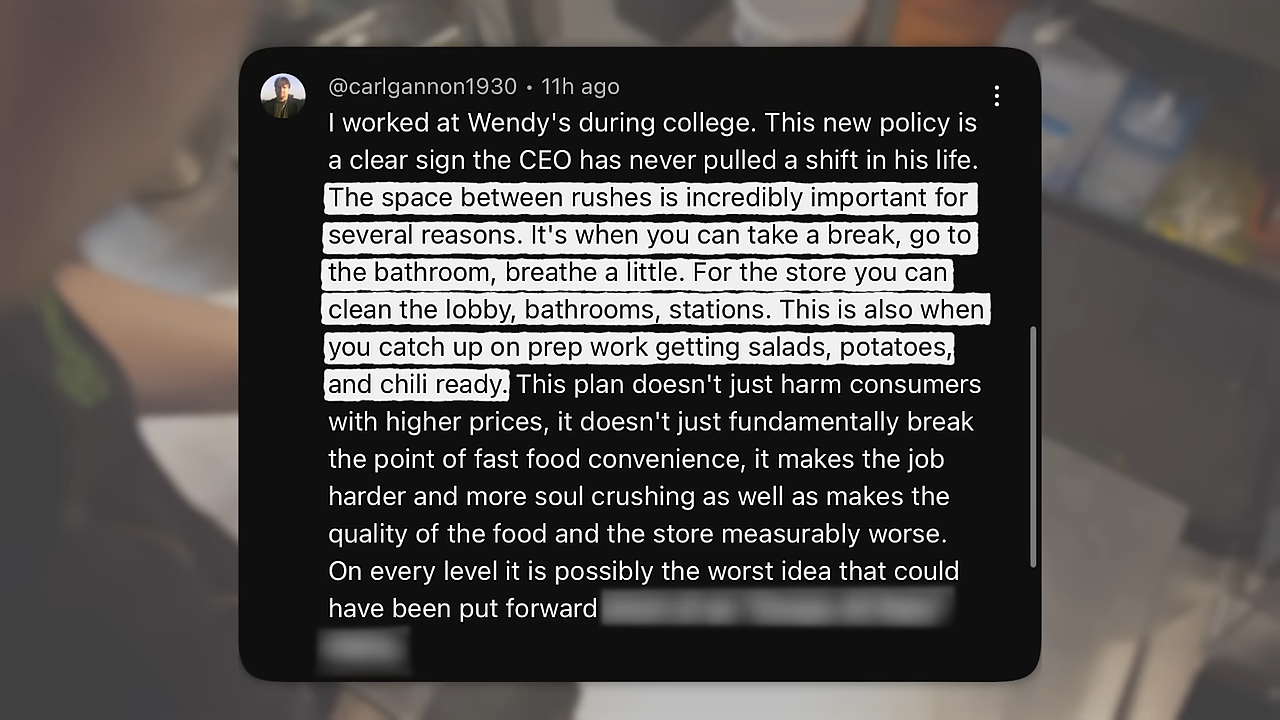 @carlgannon1930 • 11h ago
I worked at Wendy's during college. This new policy is
a clear sign the CEO has never pulled a shift in his life.
The space between rushes is incredibly important for
several reasons. It's when you can take a break, go to
the bathroom, breathe a little. For the store you can
clean the lobby, bathrooms, stations. This is also when
you catch up on prep work getting salads, potatoes,
and chili ready. This plan doesn't just harm consumers
with higher prices, it doesn't just fundamentally break
the point of fast food convenience, it makes the job
harder and more soul crushing as well as makes the
quality of the food and the store measurably worse.
On every level it is possibly the worst idea that could
have been put forward